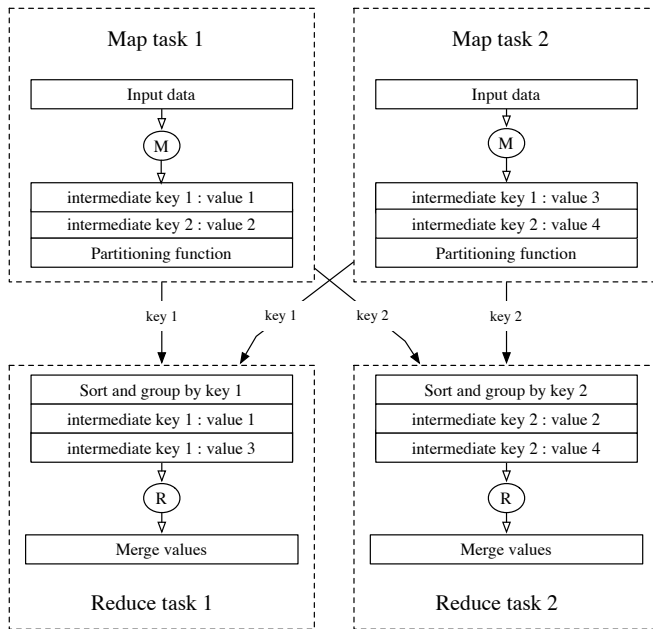 Map task 1
Input data
M
intermediate key 1 : value 1
intermediate key 2 : value 2
Partitioning function
Map task 2
Input data
M
intermediate key 1 : value 3
intermediate key 2 : value 4
Partitioning function
key 1
key 1
key 2
key 2
Sort and group by key 1
intermediate key 1 : value 1
intermediate key 1 : value 3
R
Merge values
Reduce task 1
Sort and group by key 2
intermediate key 2 : value 2
intermediate key 2 : value 4
R
Merge values
Reduce task 2